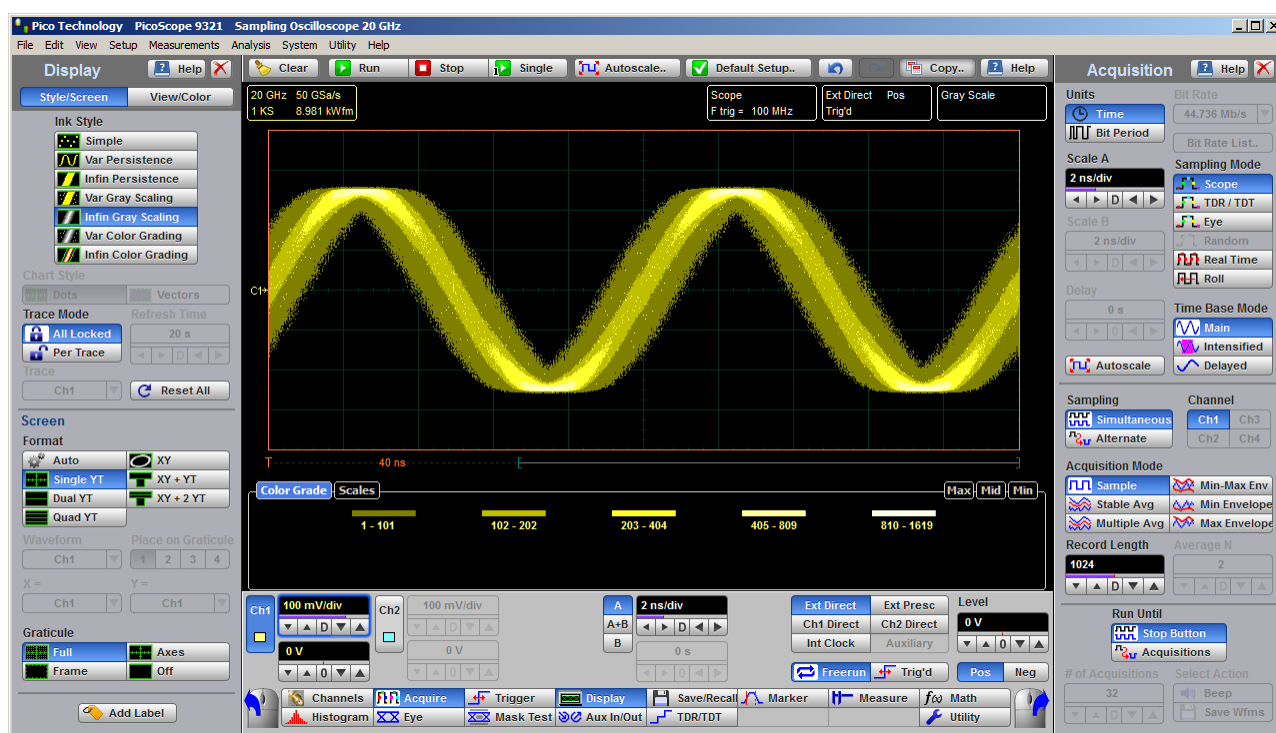 Pico Technology PicoScope 9321 Sampling Oscilloscope 20 GHz
File Edit View Setup Measurements Analysis System Utility Help
Display Help
Style/Screen View/Color
Ink Style
Simple
Var Persistence
Infin Persistence
Var Gray Scaling
Infin Gray Scaling
Var Color Grading
Infin Color Grading
Chart Style
Dots Vectors
Trace Mode Refresh Time
All Locked 20 s
Per Trace D
Trace
Ch1 Reset All
Screen
Format
Auto XY
Single YT XY + YT
Dual YT XY + 2 YT
Quad YT
Waveform Place on Graticule
Ch1 1 2 3 4
X = Y =
Ch1 Ch1
Graticule
Full Axes
Frame Off
Add Label
Clear Run Stop 1 Single Autoscale.. Default Setup.. Copy.. Help
20 GHz 50 GSa/s
1 KS 8.981 kWfm
Scope
F trig = 100 MHz
Ext Direct Pos
Trig'd
Gray Scale
C1
T 40 ns
Color Grade Scales Max Mid Min
1 - 101 102 - 202 203 - 404 405 - 809 810 - 1619
Ch1 100 mV/div
D
0 V
0
Ch2 100 mV/div
D
0 V
0
A 2 ns/div
A+B D
B 0 s
0
Ext Direct Ext Presc
Ch1 Direct Ch2 Direct
Int Clock Auxiliary
Freerun Trig'd
Level
0 V
0
Pos Neg
Channels Acquire Trigger Display Save/Recall Marker Measure f(x) Math
Histogram Eye Mask Test Aux In/Out TDR/TDT Utility
Acquisition Help
Units Bit Rate
Time 44.736 Mb/s
Bit Period Bit Rate List..
Scale A Sampling Mode
2 ns/div Scope
D TDR / TDT
Scale B Eye
2 ns/div Random
D Real Time
Roll
Delay
0 s Time Base Mode
0 Main
Intensified
Autoscale Delayed
Sampling Channel
Simultaneous Ch1 Ch3
Alternate Ch2 Ch4
Acquisition Mode
Sample Min-Max Env
Stable Avg Min Envelope
Multiple Avg Max Envelope
Record Length Average N
1024 2
D D
Run Until
Stop Button
Acquisitions
# of Acquisitions Select Action
32 Beep
D Save Wfms